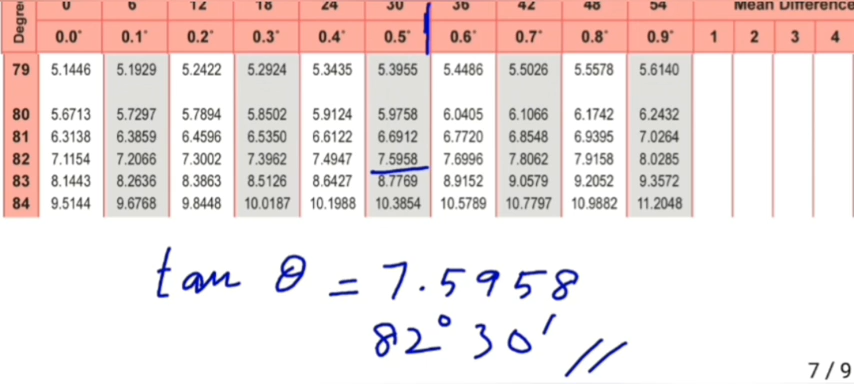 Degree 0 6 12 18 24 30 36 42 48 54 Mean Difference
0.0° 0.1° 0.2° 0.3° 0.4° 0.5° 0.6° 0.7° 0.8° 0.9° 1 2 3 4
79 5.1446 5.1929 5.2422 5.2924 5.3435 5.3955 5.4486 5.5026 5.5578 5.6140
80 5.6713 5.7297 5.7894 5.8502 5.9124 5.9758 6.0405 6.1066 6.1742 6.2432
81 6.3138 6.3859 6.4596 6.5350 6.6122 6.6912 6.7720 6.8548 6.9395 7.0264
82 7.1154 7.2066 7.3002 7.3962 7.4947 7.5958 7.6996 7.8062 7.9158 8.0285
83 8.1443 8.2636 8.3863 8.5126 8.6427 8.7769 8.9152 9.0579 9.2052 9.3572
84 9.5144 9.6768 9.8448 10.0187 10.1988 10.3854 10.5789 10.7797 10.9882 11.2048
tan θ = 7.5958
82° 30' //
7 / 9